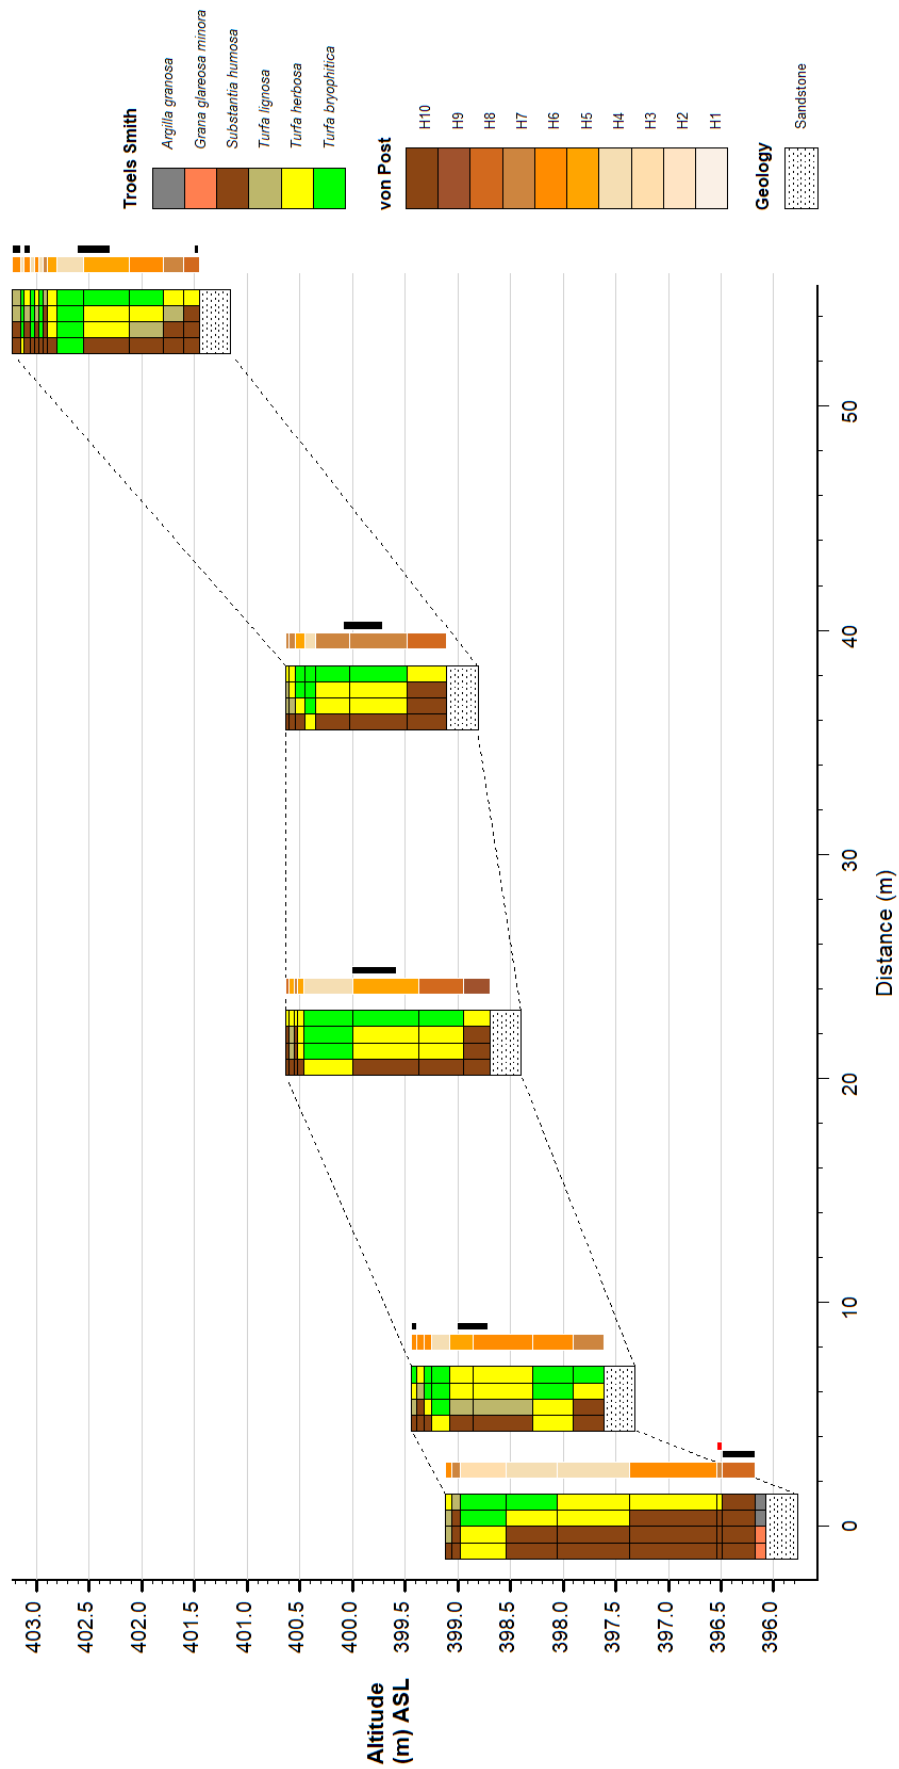 Altitude
(m) ASL
403.0
402.5
402.0
401.5
401.0
400.5
400.0
399.5
399.0
398.5
398.0
397.5
397.0
396.5
396.0
0
10
20
30
40
50
Distance (m)
Troels Smith
Argilla granosa
Grana glareosa minora
Substantia humosa
Turfa lignosa
Turfa herbosa
Turfa bryophitica
von Post
H10
H9
H8
H7
H6
H5
H4
H3
H2
H1
Geology
Sandstone